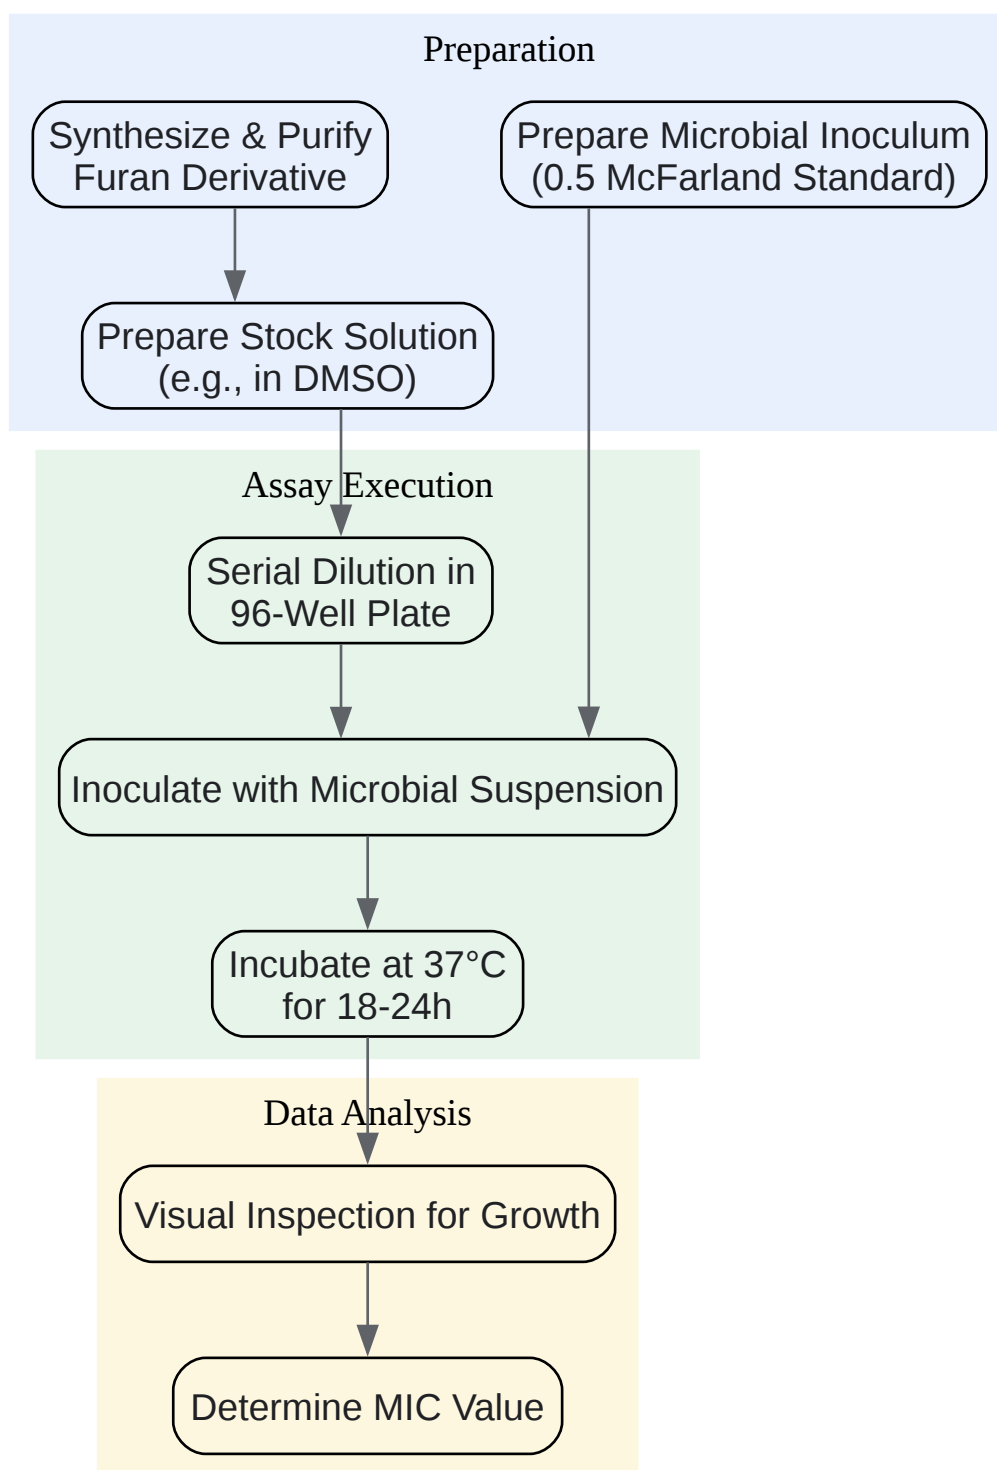 Preparation
Synthesize & Purify
Furan Derivative
Prepare Microbial Inoculum
(0.5 McFarland Standard)
Prepare Stock Solution
(e.g., in DMSO)
Assay Execution
Serial Dilution in
96-Well Plate
Inoculate with Microbial Suspension
Incubate at 37°C
for 18-24h
Data Analysis
Visual Inspection for Growth
Determine MIC Value